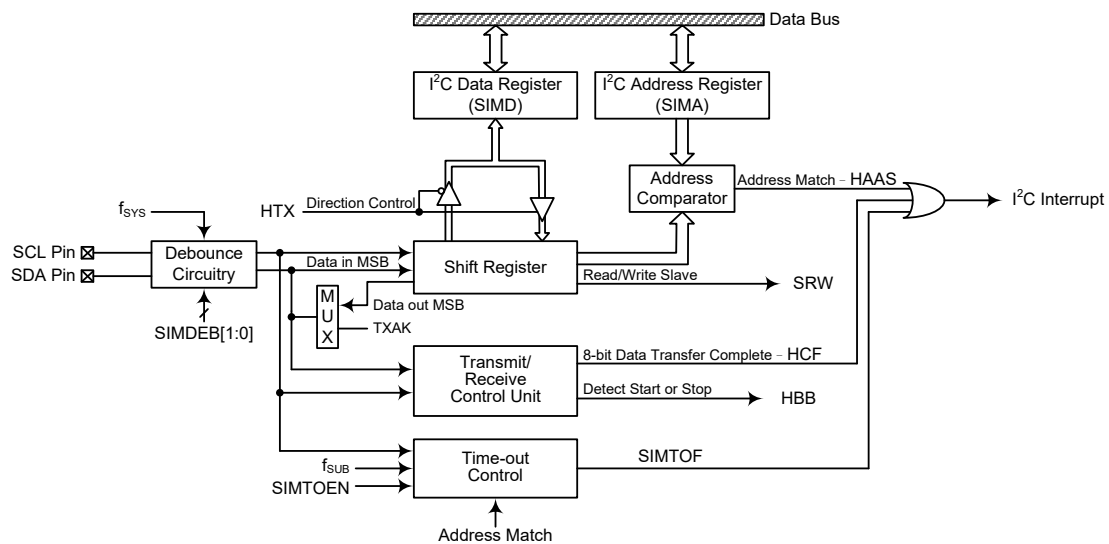 Data Bus
I²C Data Register
(SIMD)
I²C Address Register
(SIMA)
Address
Comparator
Address Match - HAAS
I²C Interrupt
HTX
Direction Control
fSYS
SCL Pin
SDA Pin
Debounce
Circuitry
SIMDEB[1:0]
Data in MSB
Shift Register
Read/Write Slave
SRW
M
U
X
Data out MSB
TXAK
Transmit/
Receive
Control Unit
8-bit Data Transfer Complete - HCF
Detect Start or Stop
HBB
Time-out
Control
SIMTOF
fSUB
SIMTOEN
Address Match